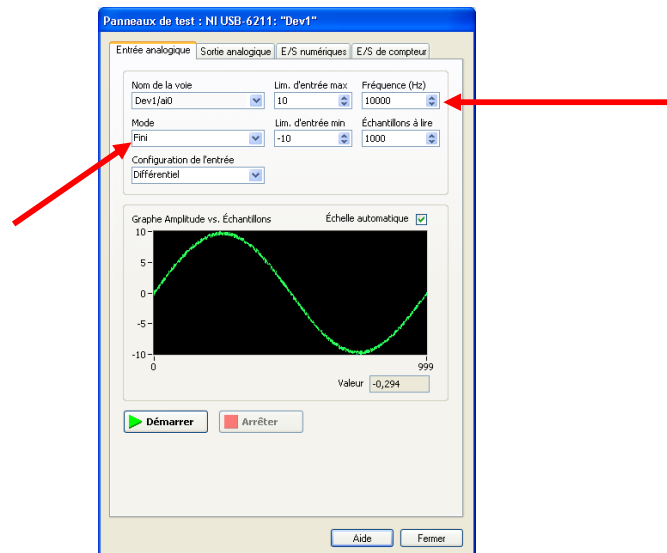 Panneaux de test : NI USB-6211: "Dev1"
Entrée analogique Sortie analogique E/S numériques E/S de compteur
Nom de la voie Lim. d'entrée max Fréquence (Hz)
Dev1/ai0 10 10000
Mode Lim. d'entrée min Échantillons à lire
Fini -10 1000
Configuration de l'entrée
Différentiel
Graphe Amplitude vs. Échantillons Échelle automatique
10
5
0
-5
-10
0 999
Valeur -0,294
Démarrer Arrêter
Aide Fermer